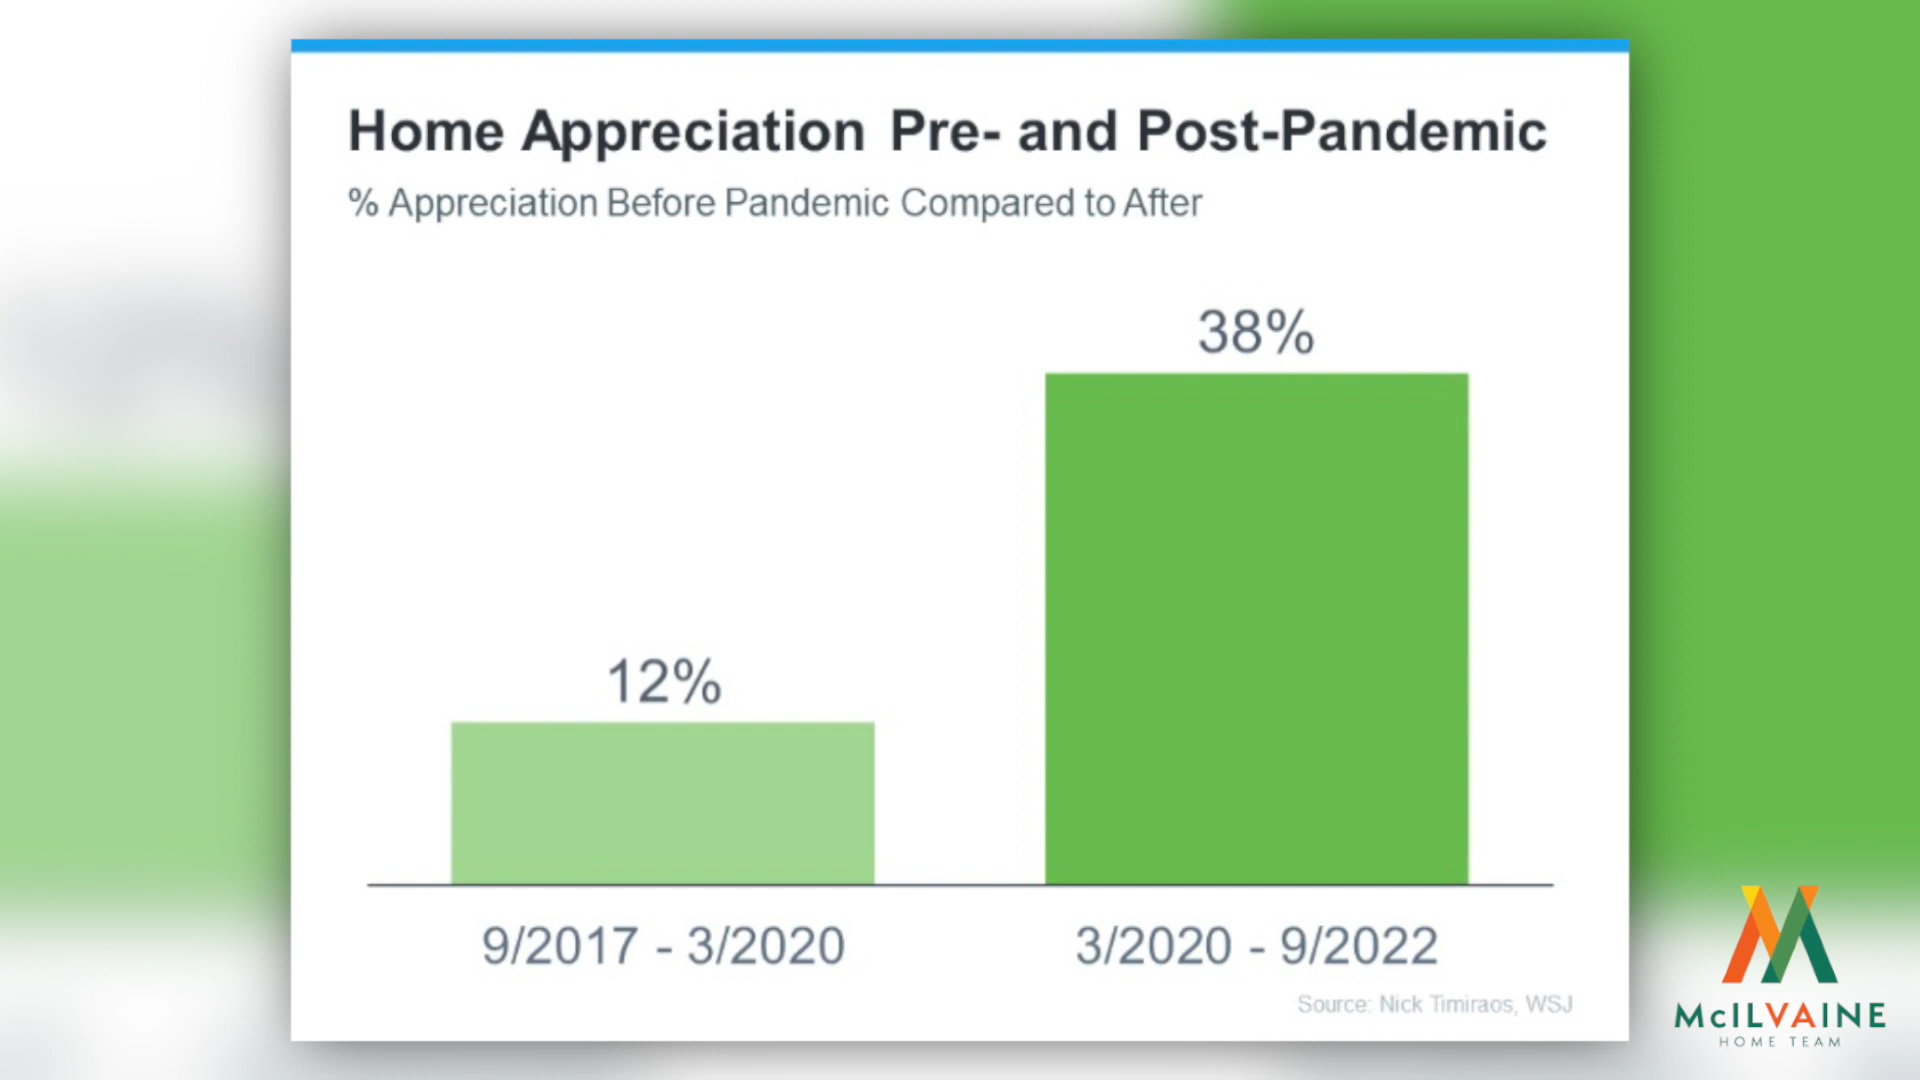 Home Appreciation Pre- and Post-Pandemic
% Appreciation Before Pandemic Compared to After
38%
12%
9/2017 - 3/2020
3/2020 - 9/2022
Source: Nick Timiraos, WSJ
McILVAINE
HOME TEAM